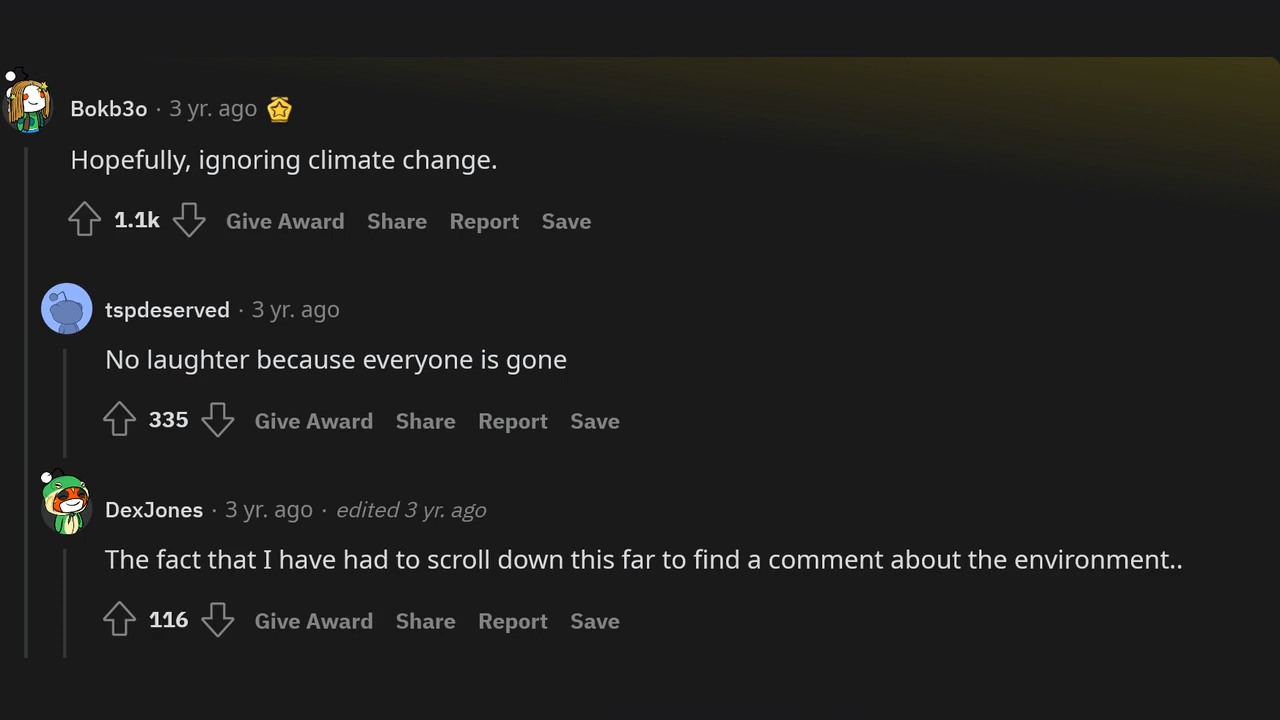 Bokb3o · 3 yr. ago
Hopefully, ignoring climate change.
1.1k Give Award Share Report Save
tspdeserved · 3 yr. ago
No laughter because everyone is gone
335 Give Award Share Report Save
DexJones · 3 yr. ago · edited 3 yr. ago
The fact that I have had to scroll down this far to find a comment about the environment..
116 Give Award Share Report Save